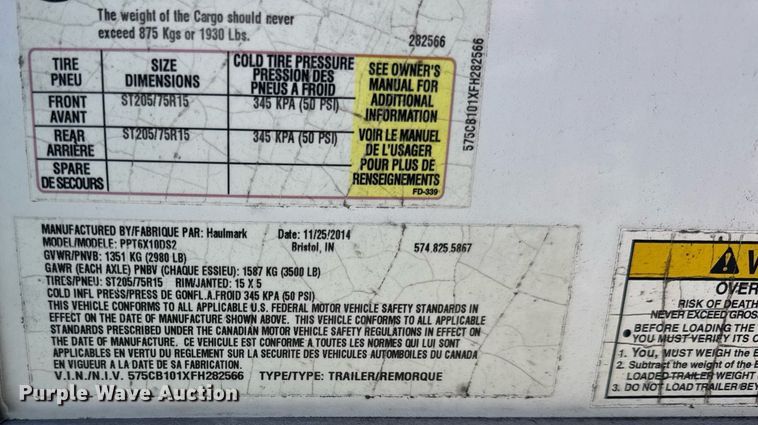 The weight of the Cargo should never
exceed 875 Kgs or 1930 Lbs.
282566
TIRE
PNEU
SIZE
DIMENSIONS
COLD TIRE PRESSURE
PRESSION DES
PNEUS A FROID
SEE OWNER'S
MANUAL FOR
ADDITIONAL
INFORMATION
VOIR LE MANUEL
DE L'USAGER
POUR PLUS DE
RENSEIGNEMENTS
FD-339
FRONT
AVANT
ST205/75R15
345 KPA (50 PSI)
REAR
ARRIÈRE
ST205/75R15
345 KPA (50 PSI)
SPARE
DE SECOURS
575CB101XFH282566
MANUFACTURED BY/FABRIQUE PAR: Haulmark Date: 11/25/2014
MODEL/MODELE: PPT6X10DS2 Bristol, IN 574.825.5867
GVWR/PNVB: 1351 KG (2980 LB)
GAWR (EACH AXLE) PNBV (CHAQUE ESSIEU): 1587 KG (3500 LB)
TIRES/PNEU: ST205/75R15 RIM/JANTED: 15 X 5
COLD INFL PRESS/PRESS DE GONFL.A.FROID 345 KPA (50 PSI)
THIS VEHICLE CONFORMS TO ALL APPLICABLE U.S. FEDERAL MOTOR VEHICLE SAFETY STANDARDS IN
EFFECT ON THE DATE OF MANUFACTURE SHOWN ABOVE. THIS VEHICLE CONFORMS TO ALL APPLICABLE
STANDARDS PRESCRIBED UNDER THE CANADIAN MOTOR VEHICLE SAFETY REGULATIONS IN EFFECT ON
THE DATE OF MANUFACTURE. CE VEHICULE EST CONFORME A TOUTES LES NORMES QUI LUI SONT
APPLICABLES EN VERTU DU REGLEMENT SUR LA SECURITE DES VEHICULES AUTOMBOILES DU CANADA
EN VIGUEUR A LA DATE DE SA FABRICATION.
V.I.N./N.I.V. 575CB101XFH282566 TYPE/TYPE: TRAILER/REMORQUE
W
OVER
RISK OF DEATH
NEVER EXCEED GROSS
• BEFORE LOADING THE
YOU MUST VERIFY ITS
1. YOU, MUST WEIGH the
2. Subtract the weight of the
LOADED TRAILER WEIGHT
3. DO NOT LOAD TRAILER BEY
Purple Wave Auction